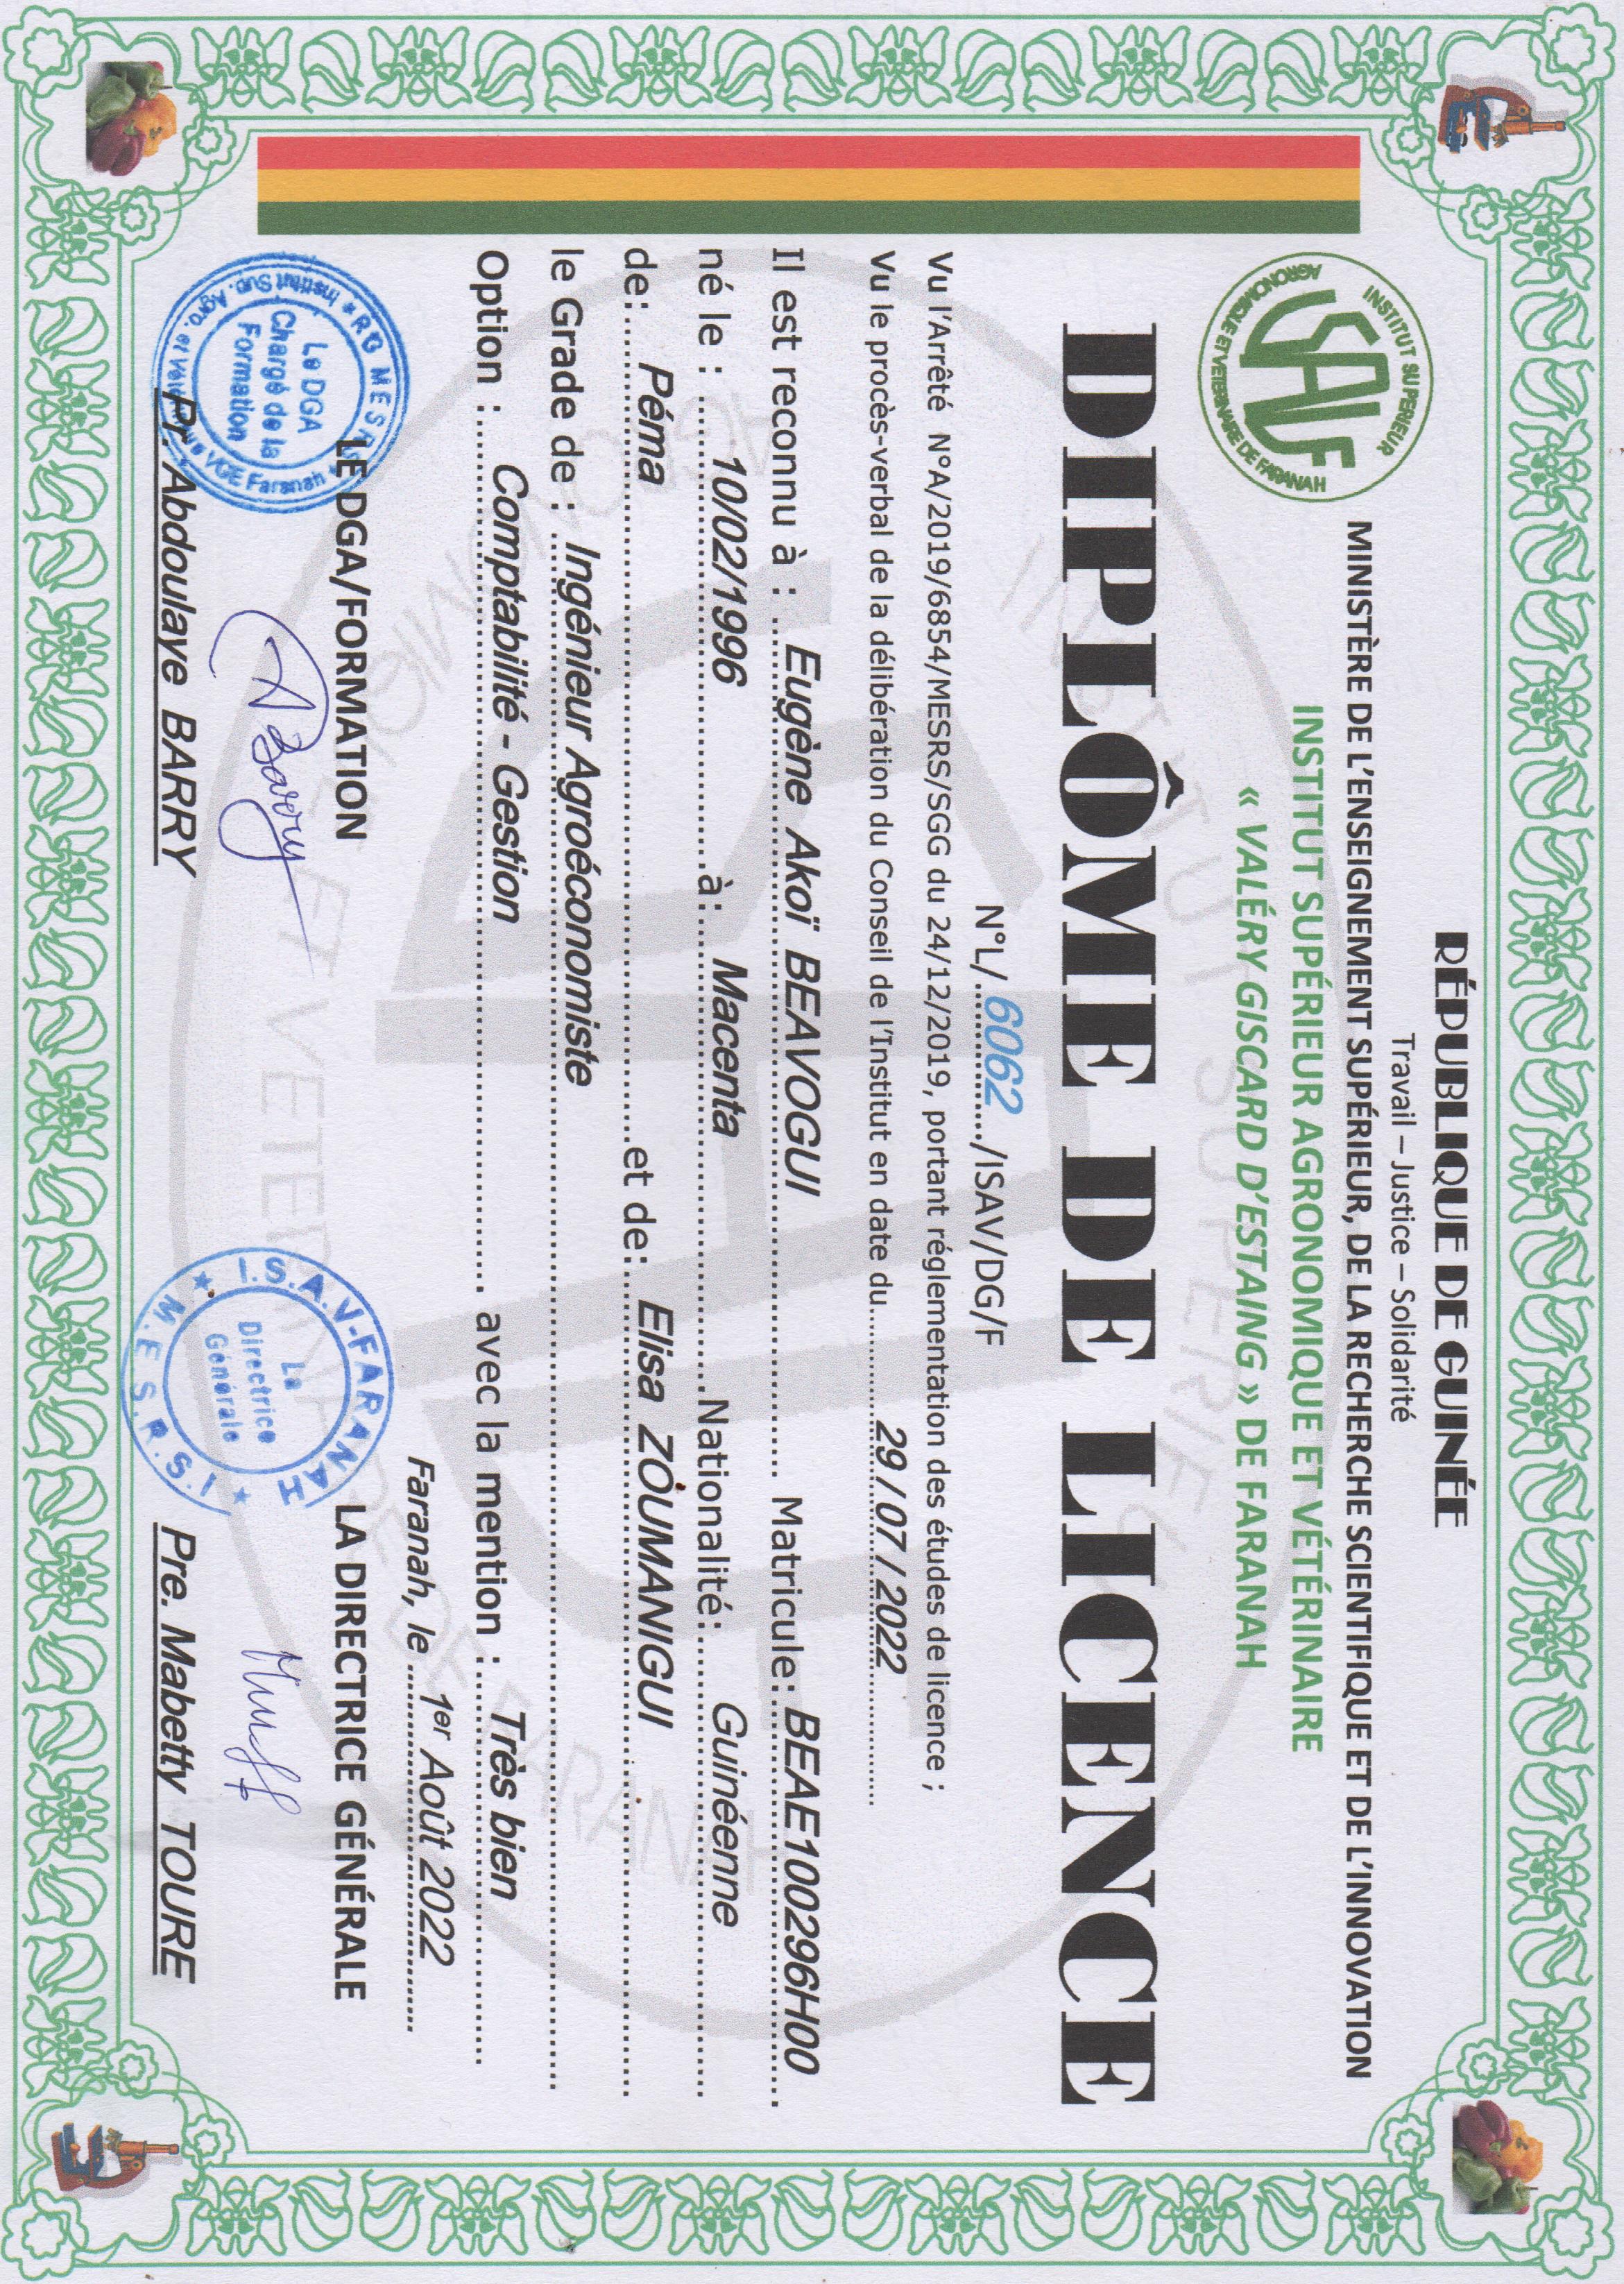 RÉPUBLIQUE DE GUINÉE
Travail – Justice – Solidarité
MINISTÈRE DE L'ENSEIGNEMENT SUPÉRIEUR, DE LA RECHERCHE SCIENTIFIQUE ET DE L'INNOVATION
INSTITUT SUPÉRIEUR AGRONOMIQUE ET VÉTÉRINAIRE
« VALÉRY GISCARD D'ESTAING » DE FARANAH
INSTITUT SUPERIEUR
ISAVF
AGRONOMIQUE ET VETERINAIRE DE FARANAH
DIPLÔME DE LICENCE
N°L/ 6062 /ISAV/DG/F
Vu l'Arrêté N°A/2019/6854/MESRS/SGG du 24/12/2019, portant réglementation des études de licence ;
Vu le procès-verbal de la délibération du Conseil de l'Institut en date du 29 / 07 / 2022
Il est reconnu à : Eugène Akoï BEAVOGUI Matricule: BEAE100296H00
né le : 10/02/1996 à: Macenta Nationalité: Guinéenne
de: Péma et de: Elisa ZOUMANIGUI
le Grade de : Ingénieur Agroéconomiste
Option : Comptabilité - Gestion avec la mention : Très bien
Faranah, le 1er Août 2022
LE DGA/FORMATION LA DIRECTRICE GÉNÉRALE
RG MESRS
Le DGA
Chargé de la
Formation
Institut Sup. Agro. et VGE Faranah
A Barry
I.S.A.V-FARANAH
La
Directrice
Générale
M.E.S.R.S.I
Pr. Abdoulaye BARRY Pre. Mabetty TOURE